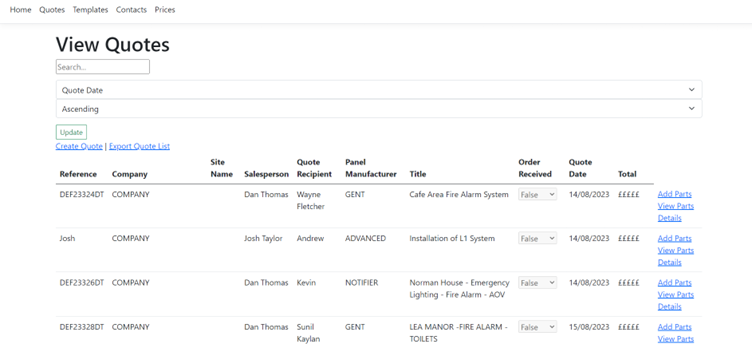 Home Quotes Templates Contacts Prices
View Quotes
Search...
Quote Date
Ascending
Update
Create Quote | Export Quote List
Reference Company Site Name Salesperson Quote Recipient Panel Manufacturer Title Order Received Quote Date Total
DEF23324DT COMPANY Dan Thomas Wayne Fletcher GENT Cafe Area Fire Alarm System False 14/08/2023 £££££ Add Parts
View Parts
Details
Josh COMPANY Josh Taylor Andrew ADVANCED Installation of L1 System False 14/08/2023 £££££ Add Parts
View Parts
Details
DEF23326DT COMPANY Dan Thomas Kevin NOTIFIER Norman House - Emergency Lighting - Fire Alarm - AOV False 14/08/2023 £££££ Add Parts
View Parts
Details
DEF23328DT COMPANY Dan Thomas Sunil Kaylan GENT LEA MANOR -FIRE ALARM - TOILETS False 15/08/2023 £££££ Add Parts
View Parts